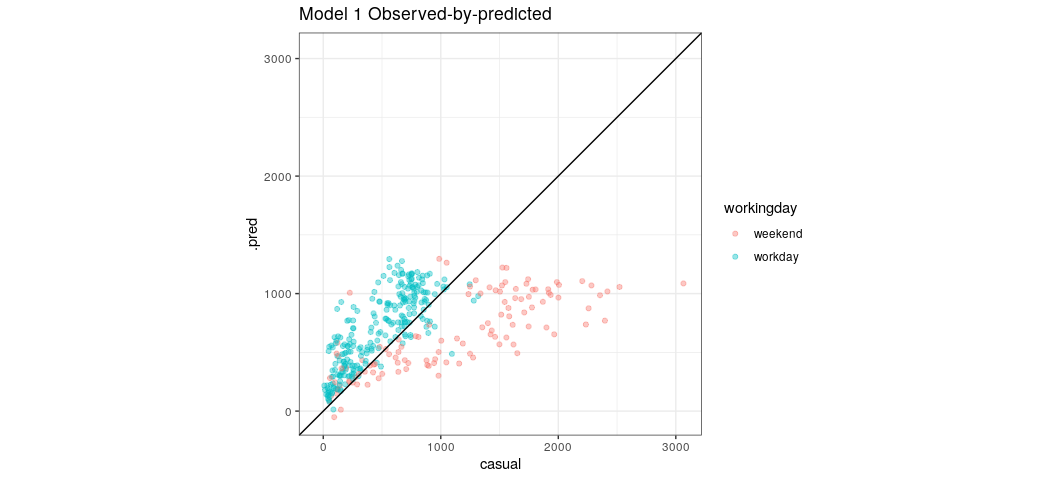 Model 1 Observed-by-predicted
3000
2000
1000
0
.pred
0 1000 2000 3000
casual
workingday
weekend
workday